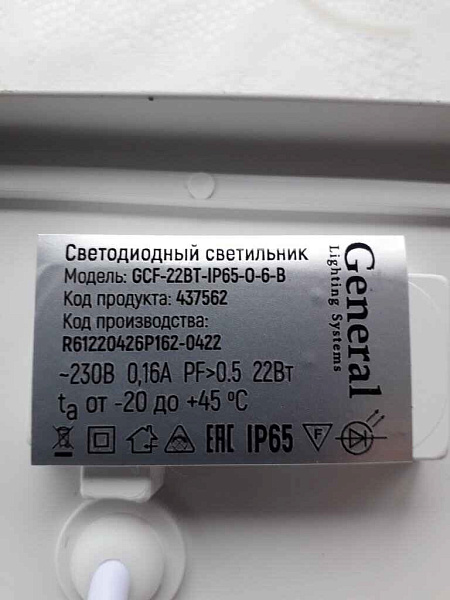 Светодиодный светильник
Модель: GCF-22BT-IP65-O-6-B
Код продукта: 437562
Код производства:
R61220426P162-0422
~230В 0,16А PF>0.5 22Вт
ta от -20 до +45 ºC
EAC IP65 F
General
Lighting Systems